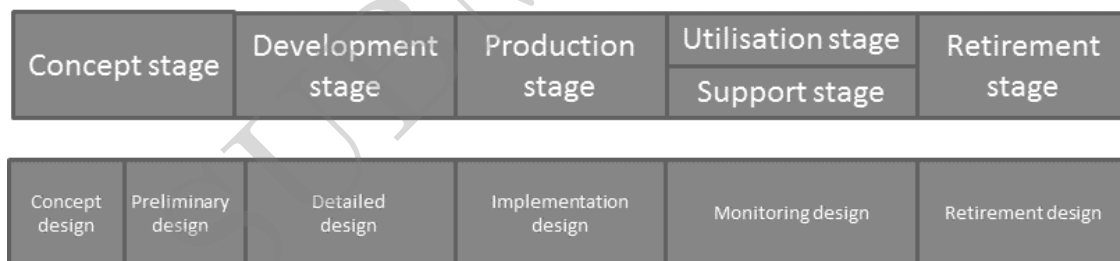 Concept stage
Development
stage
Production
stage
Utilisation stage
Support stage
Retirement
stage
Concept
design
Preliminary
design
Detailed
design
Implementation
design
Monitoring design
Retirement design